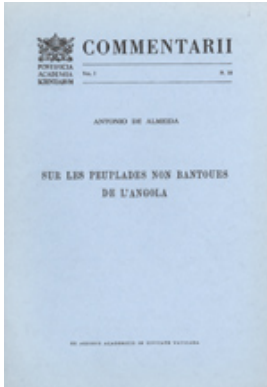 COMMENTARII
PONTIFICIA
ACADEMIA
SCIENTIARVM
Vol. I
ANTONIO DE ALMEIDA
SUR LES PEUPLADES NON BANTOUES
DE L'ANGOLA
EX AEDIBVS ACADEMICIS IN CIVITATE VATICANA